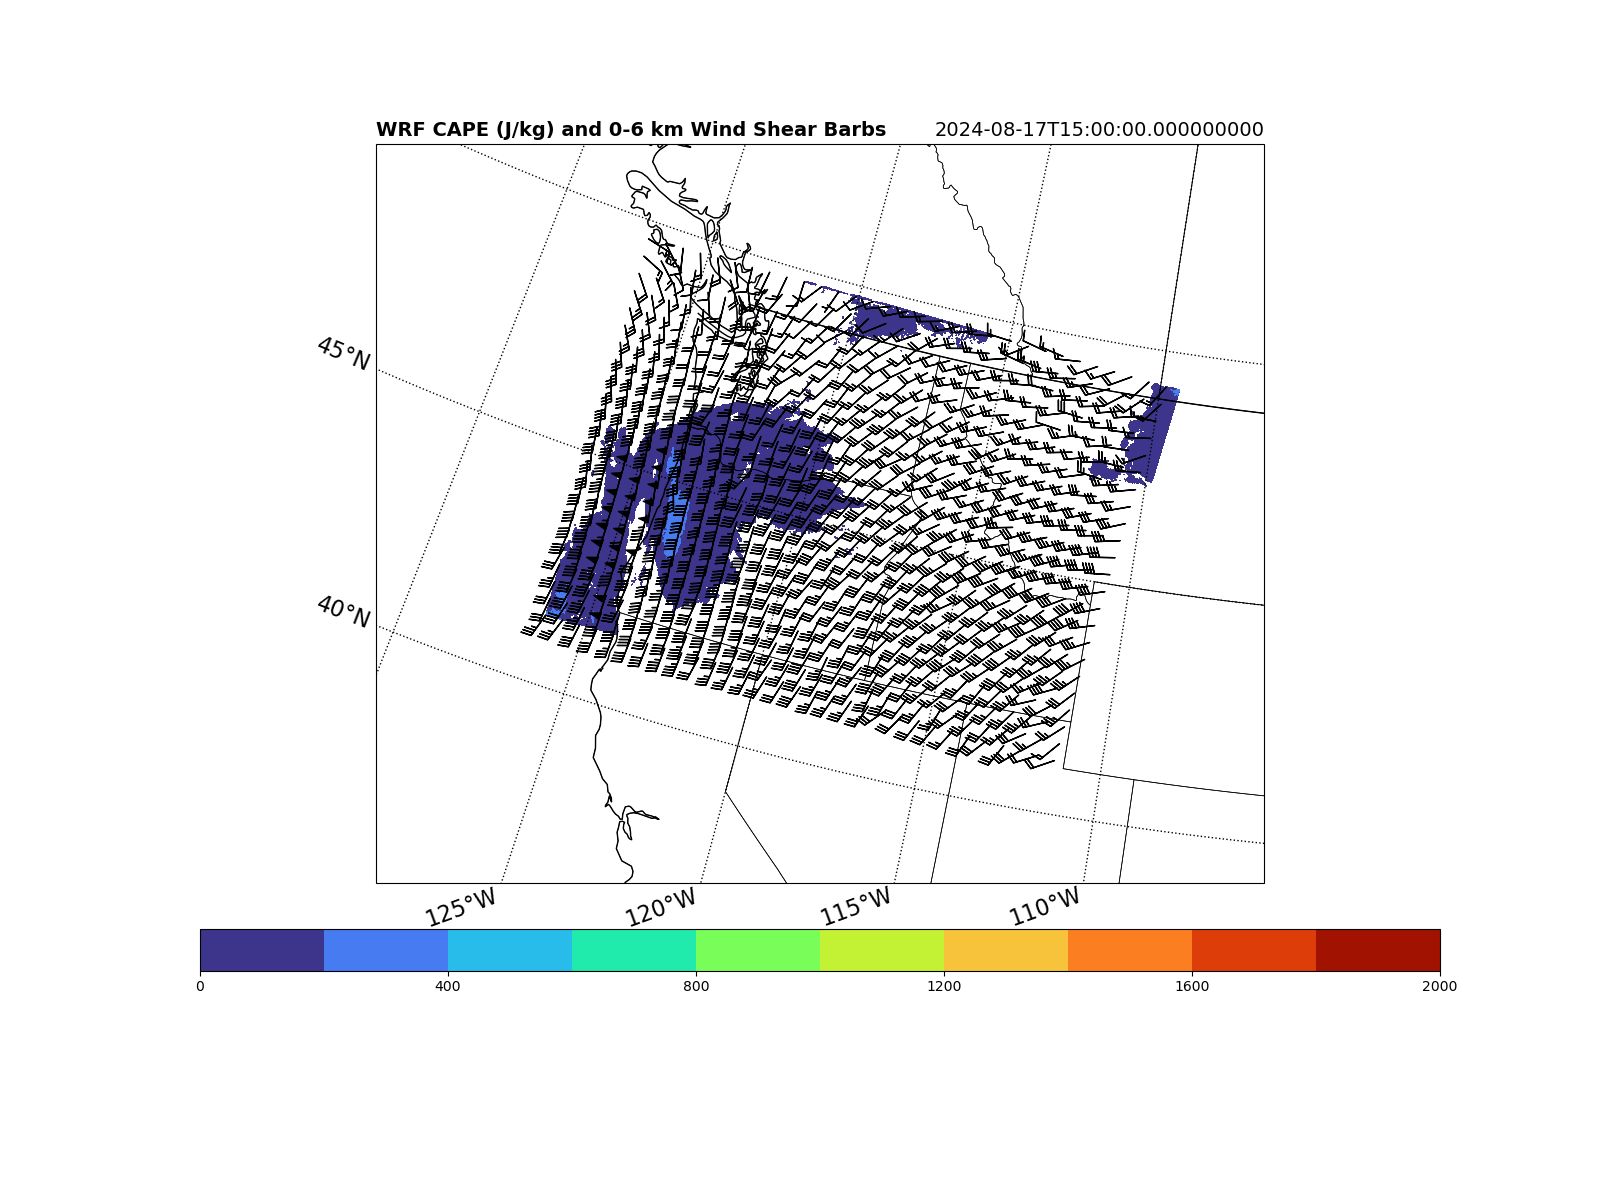 WRF CAPE (J/kg) and 0-6 km Wind Shear Barbs 2024-08-17T15:00:00.000000000
45°N
40°N
125°W 120°W 115°W 110°W
0 400 800 1200 1600 2000